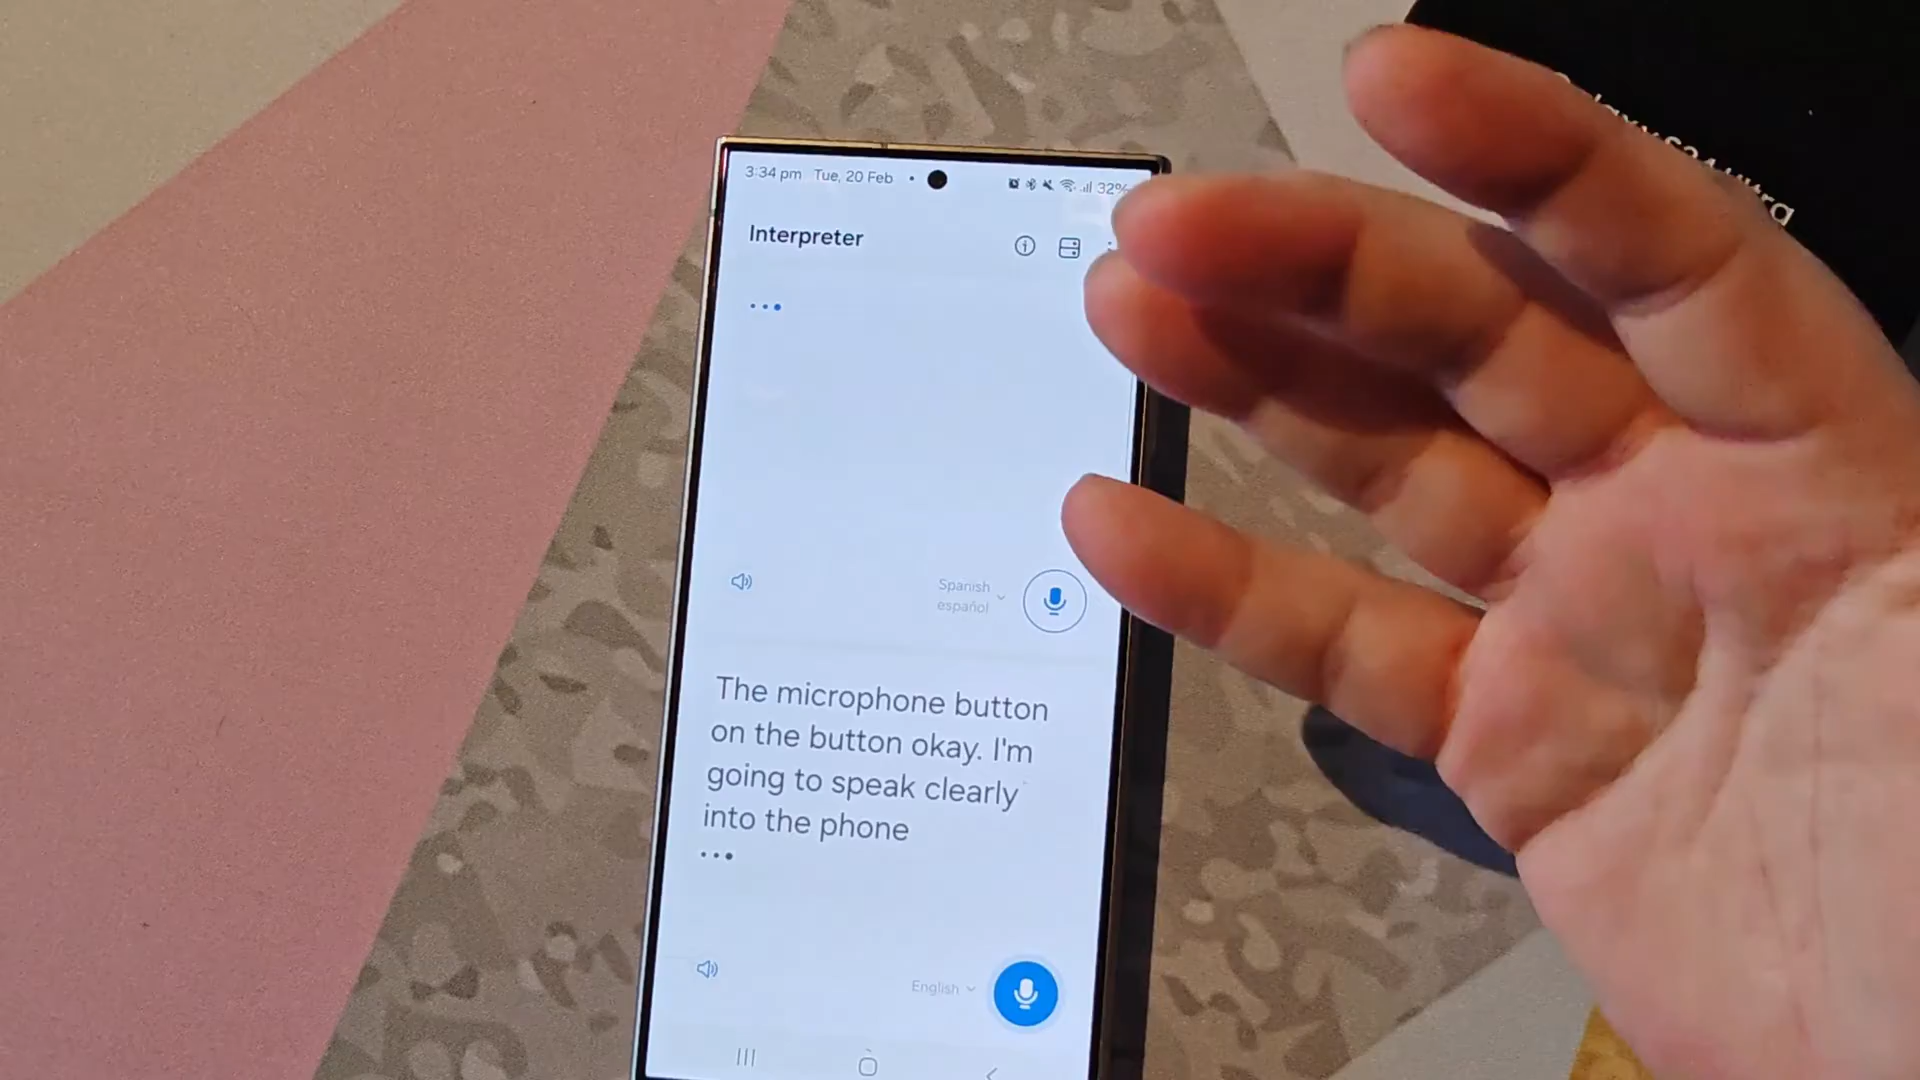 3:34 pm Tue, 20 Feb
32%
Interpreter
Spanish
español
The microphone button
on the button okay. I'm
going to speak clearly
into the phone
English